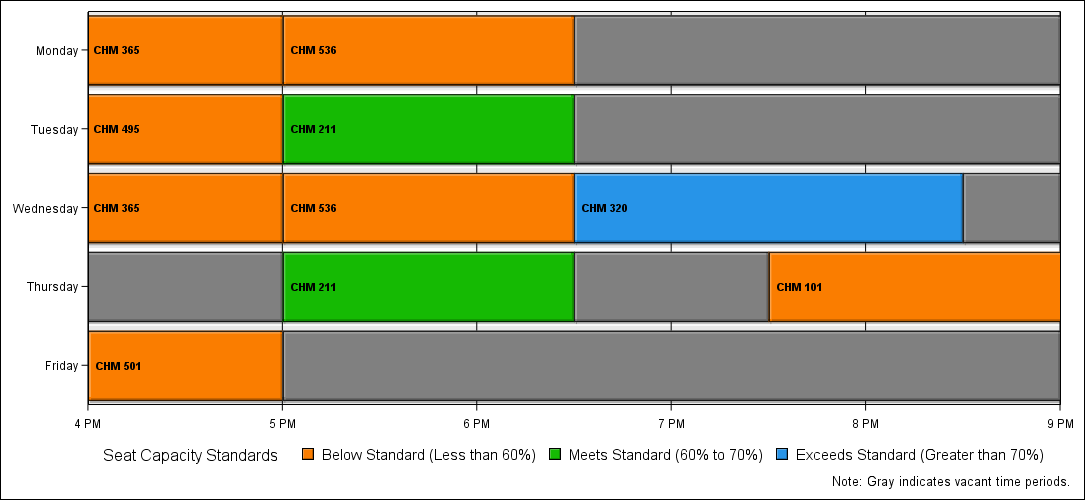 Monday CHM 365 CHM 536
Tuesday CHM 495 CHM 211
Wednesday CHM 365 CHM 536 CHM 320
Thursday CHM 211 CHM 101
Friday CHM 501
4 PM 5 PM 6 PM 7 PM 8 PM 9 PM
Seat Capacity Standards Below Standard (Less than 60%) Meets Standard (60% to 70%) Exceeds Standard (Greater than 70%)
Note: Gray indicates vacant time periods.